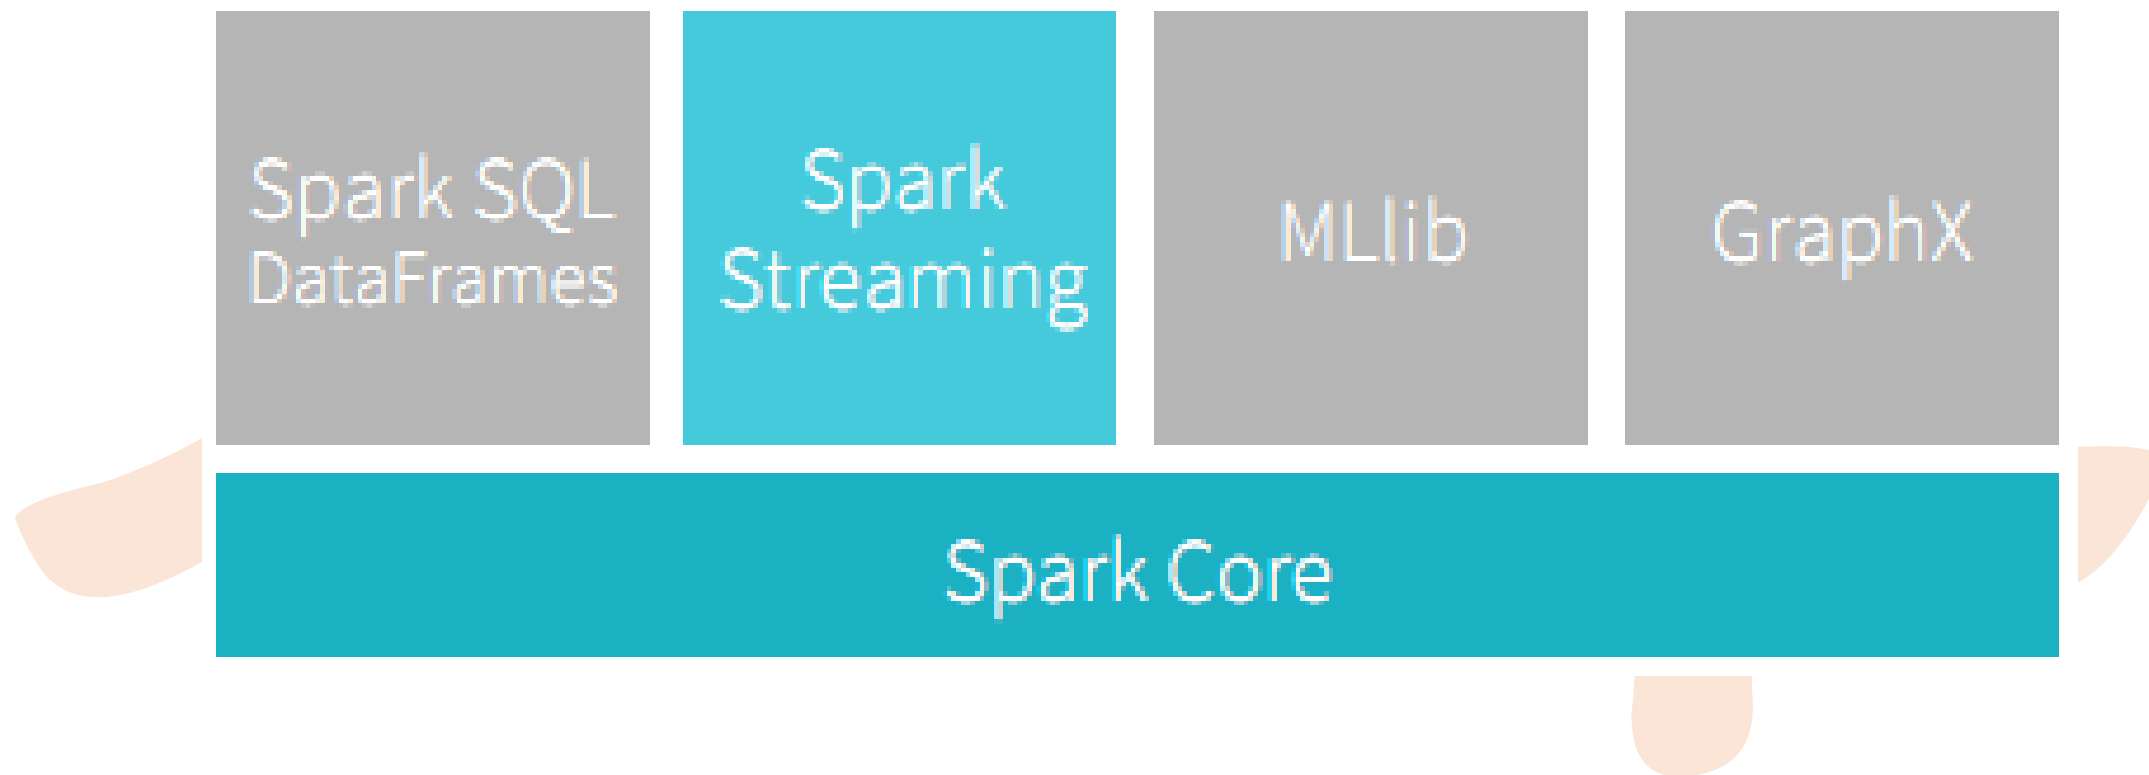 Spark SQL
DataFrames
Spark
Streaming
MLlib
GraphX
Spark Core